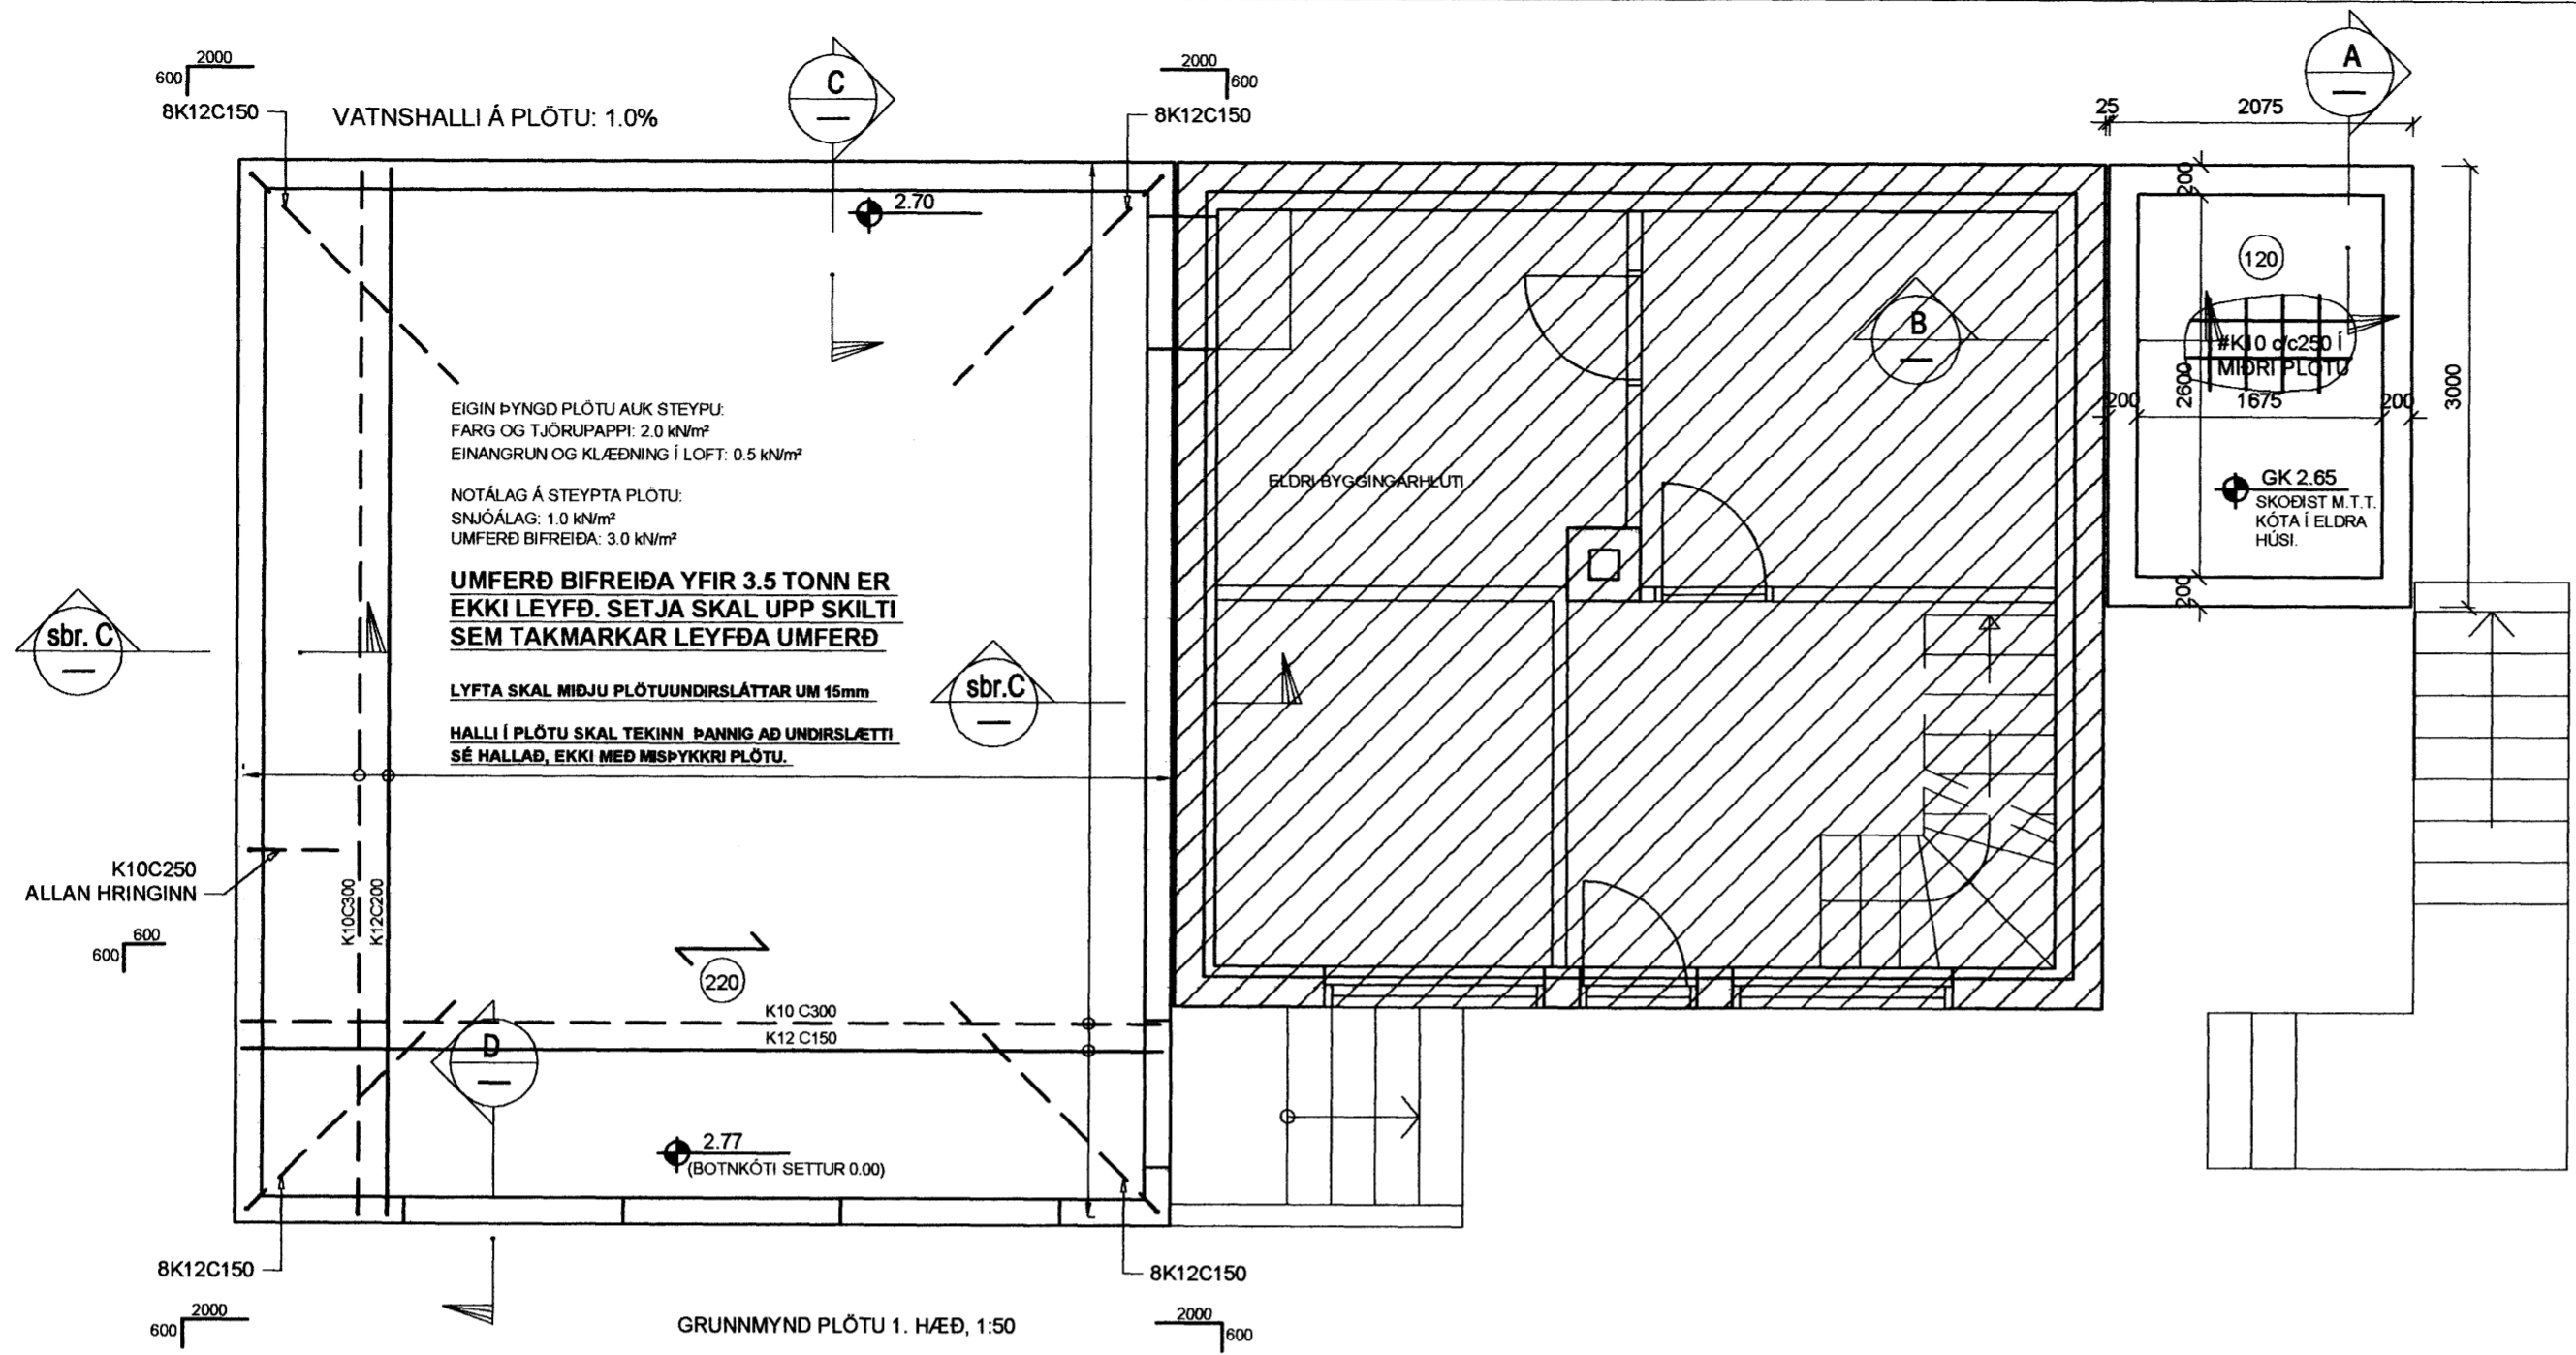 2000
600
8K12C150
VATNSHALLI Á PLÖTU: 1.0%
C
2000
600
8K12C150
A
25
2075
2.70
200
120
B
#K10 c/c250 Í
MIÐRI PLÖTU
2600
200
1675
200
3000
EIGIN ÞYNGD PLÖTU AUK STEYPU:
FARG OG TJÖRUPAPPI: 2.0 kN/m²
EINANGRUN OG KLÆÐNING Í LOFT: 0.5 kN/m²
NOTÁLAG Á STEYPTA PLÖTU:
SNJÓÁLAG: 1.0 kN/m²
UMFERÐ BIFREIÐA: 3.0 kN/m²
ELDRI BYGGINGARHLUTI
GK 2.65
SKOÐIST M.T.T.
KÓTA Í ELDRA
HÚSI.
200
UMFERÐ BIFREIÐA YFIR 3.5 TONN ER
EKKI LEYFÐ. SETJA SKAL UPP SKILTI
SEM TAKMARKAR LEYFÐA UMFERÐ
sbr. C
LYFTA SKAL MIÐJU PLÖTUUNDIRSLÁTTAR UM 15mm
sbr.C
HALLI Í PLÖTU SKAL TEKINN ÞANNIG AÐ UNDIRSLÆTTI
SÉ HALLAÐ, EKKI MEÐ MISÞYKKRI PLÖTU.
K10C250
ALLAN HRINGINN
K10C300
K12C200
600
600
220
K10 C300
K12 C150
D
2.77
(BOTNKÓTI SETTUR 0.00)
8K12C150
8K12C150
2000
600
GRUNNMYND PLÖTU 1. HÆÐ, 1:50
2000
600